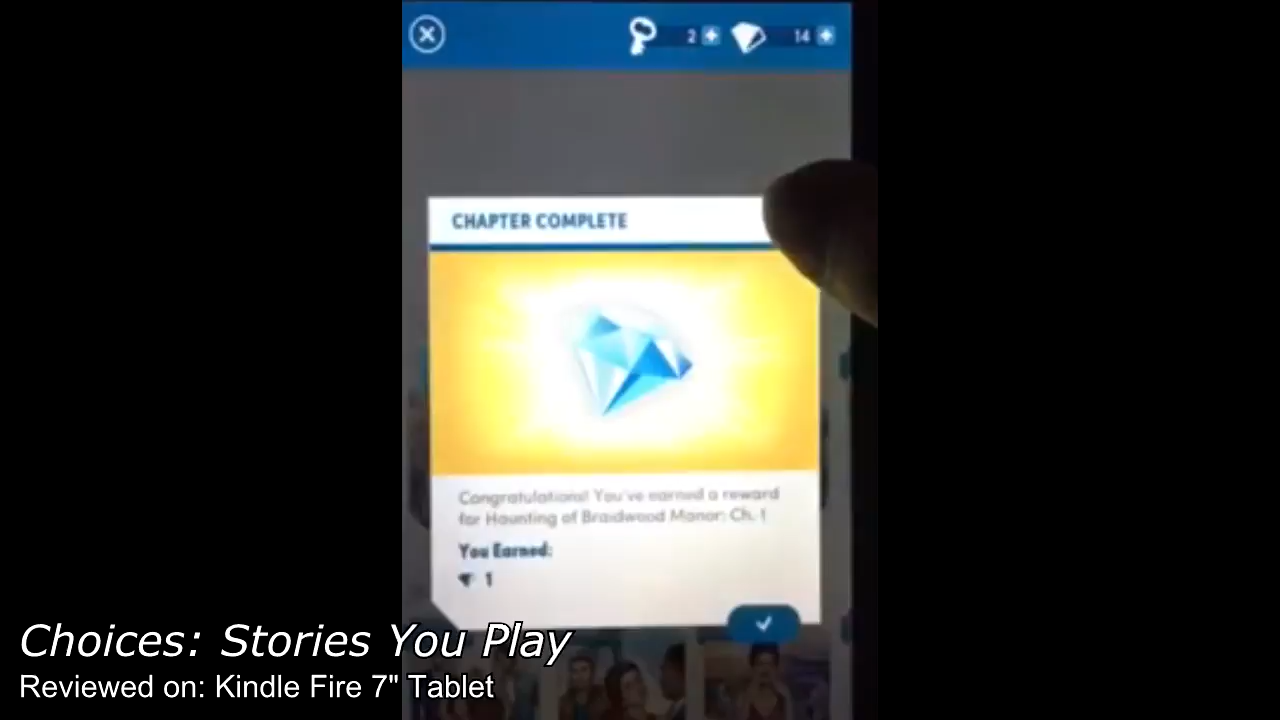 2 14
CHAPTER COMPLETE
Congratulations! You've earned a reward
for Haunting of Braidwood Manor: Ch. 1
You Earned:
1
Choices: Stories You Play
Reviewed on: Kindle Fire 7" Tablet